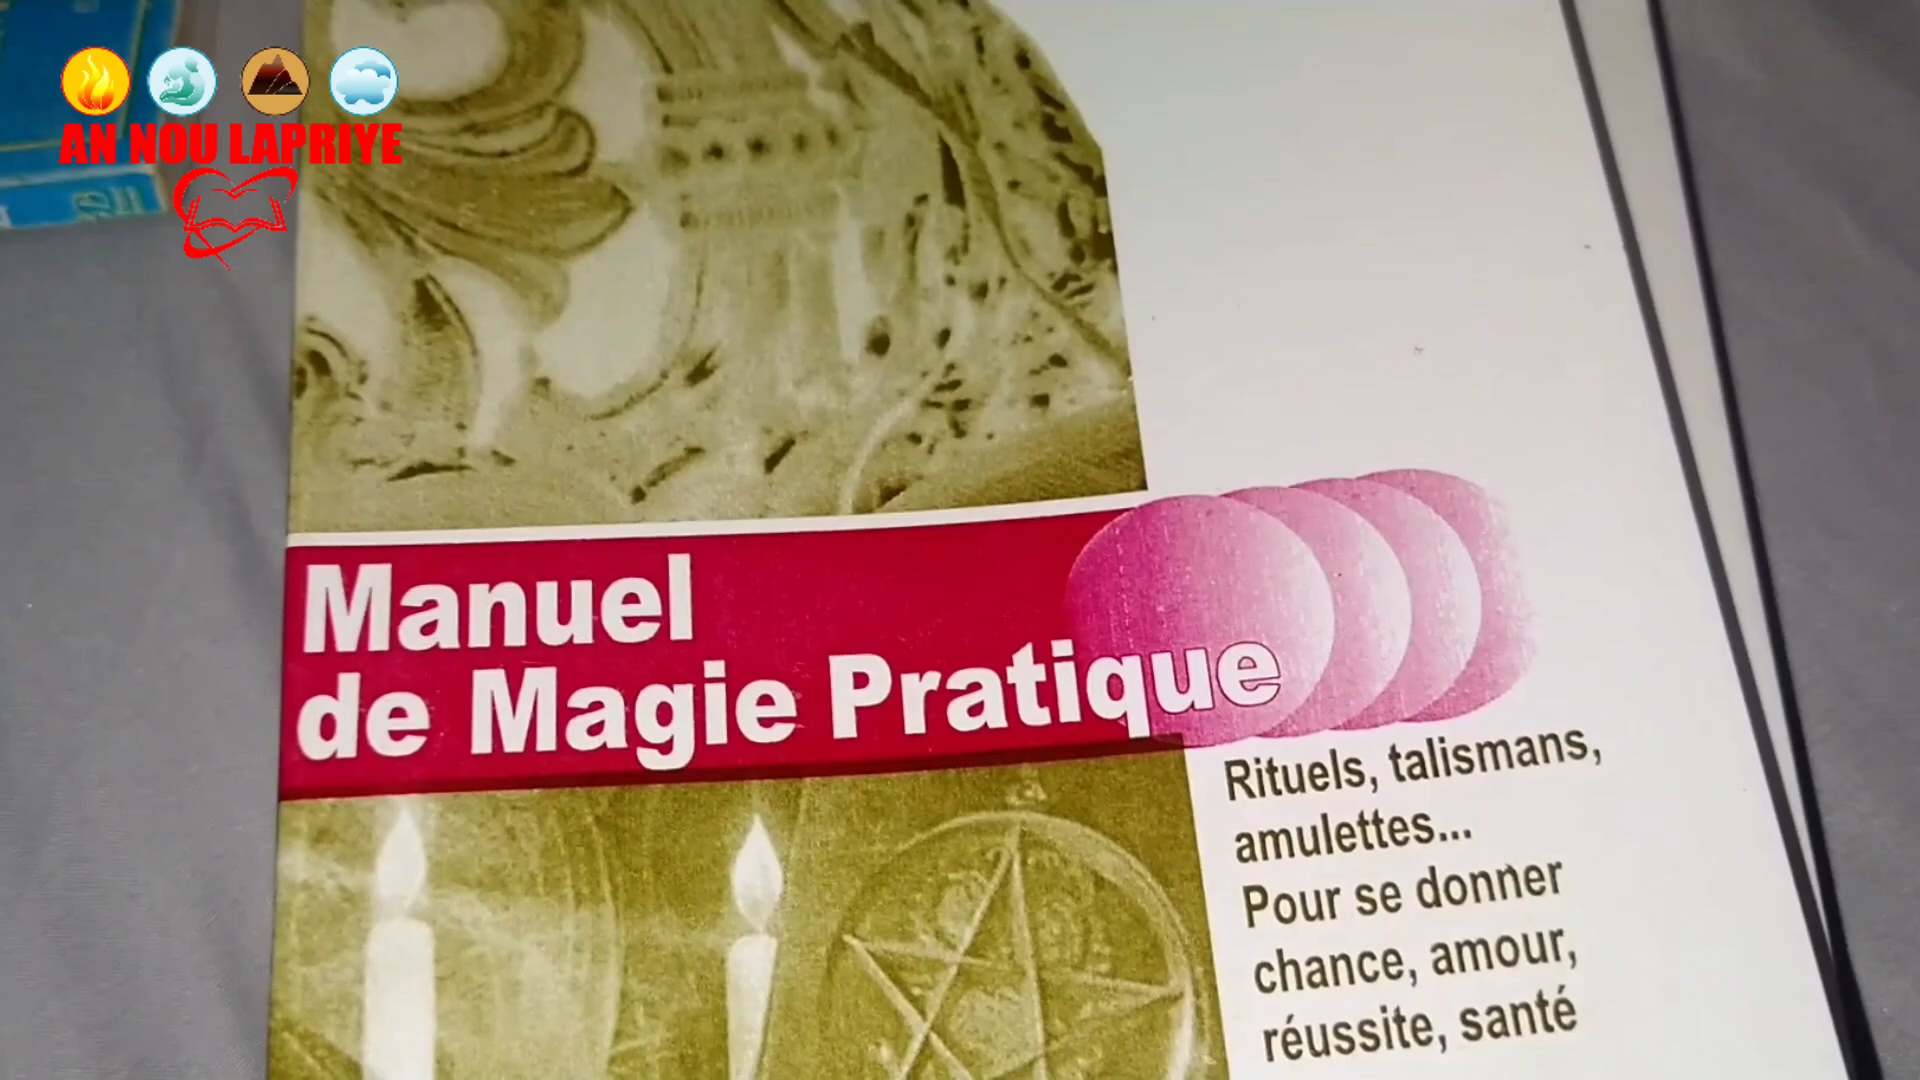 AN NOU LAPRIYE
Manuel
de Magie Pratique
Rituels, talismans,
amulettes...
Pour se donner
chance, amour,
réussite, santé